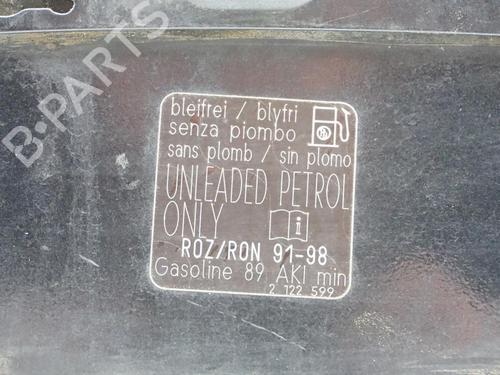 B-PARTS
bleifrei / blyfri
senza piombo
sans plomb / sin plomo
UNLEADED PETROL
ONLY
ROZ/RON 91-98
Gasoline 89 AKI min
2 122 599